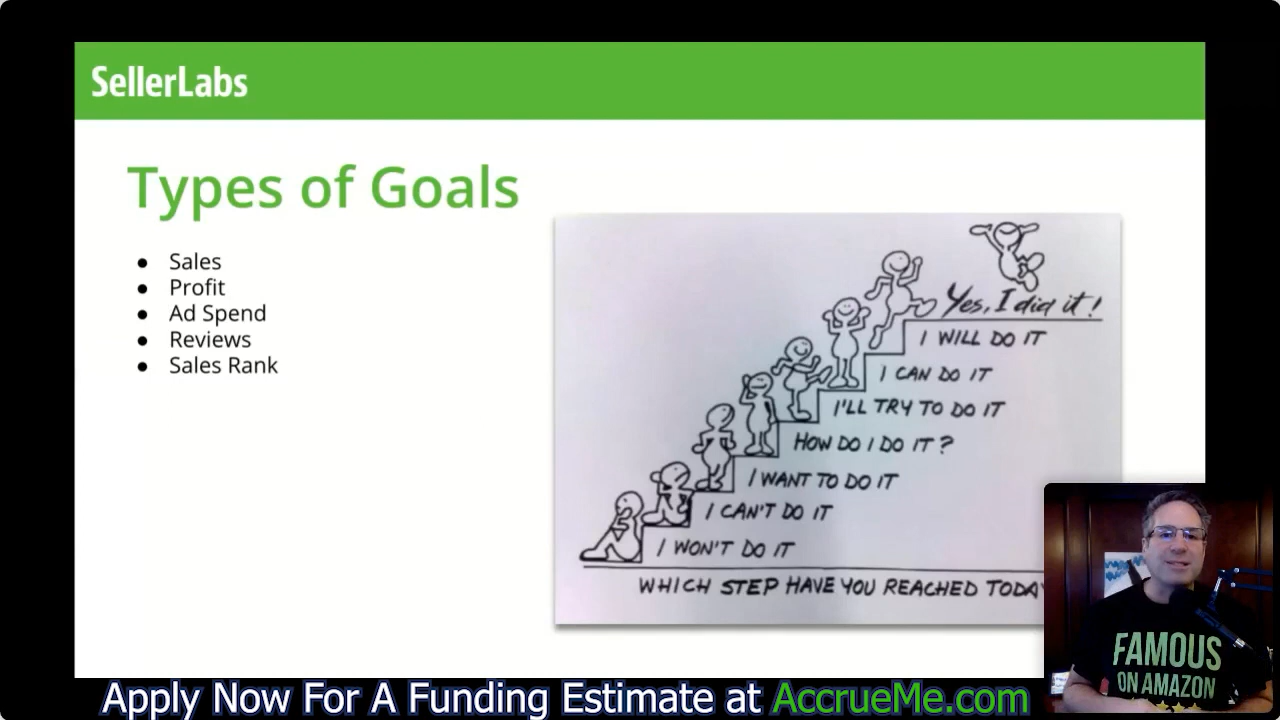 SellerLabs
Types of Goals
● Sales
● Profit
● Ad Spend
● Reviews
● Sales Rank
Yes, I did it!
I WILL DO IT
I CAN DO IT
I'LL TRY TO DO IT
HOW DO I DO IT?
I WANT TO DO IT
I CAN'T DO IT
I WON'T DO IT
WHICH STEP HAVE YOU REACHED TODAY
FAMOUS
ON AMAZON
Apply Now For A Funding Estimate at AccrueMe.com